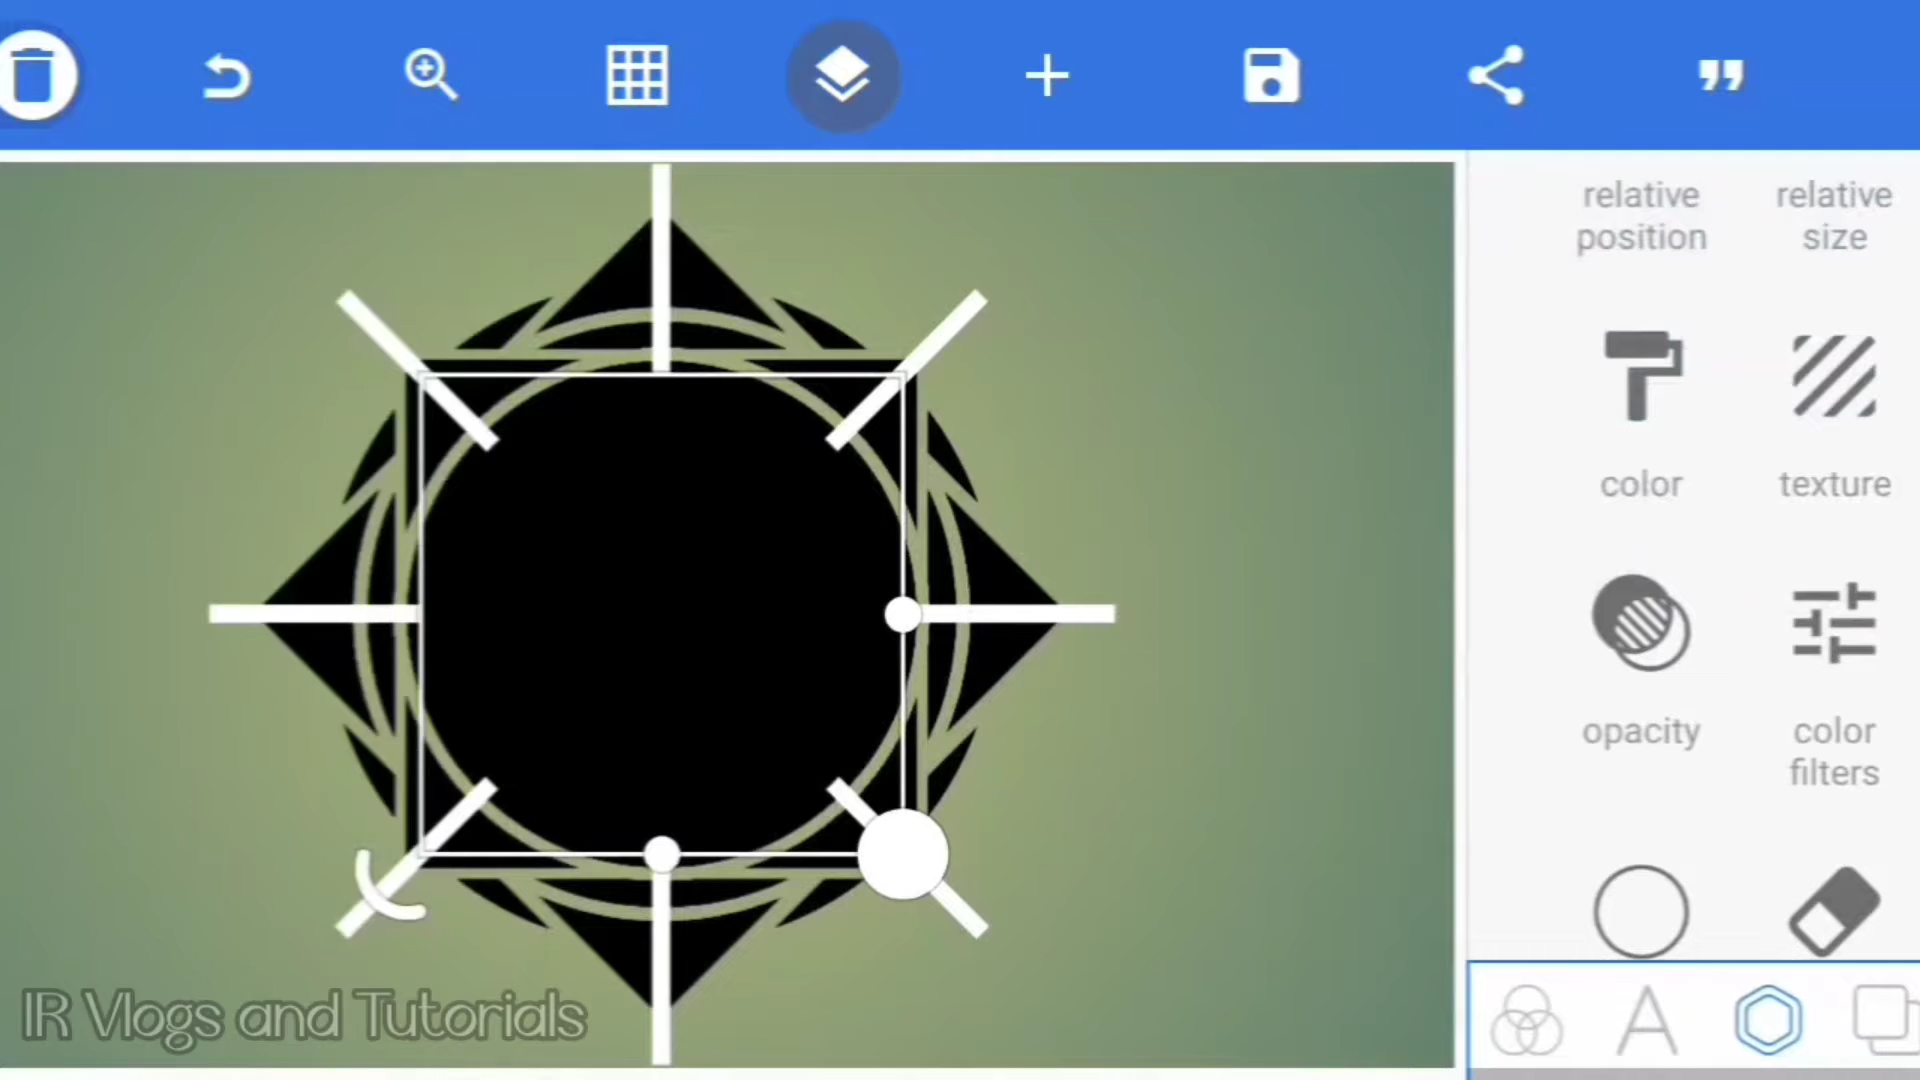 relative
position
relative
size
color
texture
opacity
color
filters
IR Vlogs and Tutorials